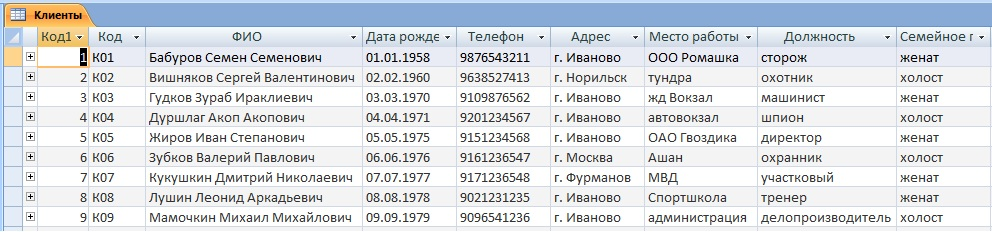 Клиенты
Код1 Код ФИО Дата рожде Телефон Адрес Место работы Должность Семейное п
1 К01 Бабуров Семен Семенович 01.01.1958 9876543211 г. Иваново ООО Ромашка сторож женат
2 К02 Вишняков Сергей Валентинович 02.02.1960 9638527413 г. Норильск тундра охотник холост
3 К03 Гудков Зураб Ираклиевич 03.03.1970 9109876562 г. Иваново жд Вокзал машинист женат
4 К04 Дуршлаг Акоп Акопович 04.04.1971 9201234567 г. Иваново автовокзал шпион холост
5 К05 Жиров Иван Степанович 05.05.1975 9151234568 г. Иваново ОАО Гвоздика директор женат
6 К06 Зубков Валерий Павлович 06.06.1976 9161236547 г. Москва Ашан охранник холост
7 К07 Кукушкин Дмитрий Николаевич 07.07.1977 9171236548 г. Фурманов МВД участковый женат
8 К08 Лушин Леонид Аркадьевич 08.08.1978 9021231235 г. Иваново Спортшкола тренер женат
9 К09 Мамочкин Михаил Михайлович 09.09.1979 9096541236 г. Иваново администрация делопроизводитель холост